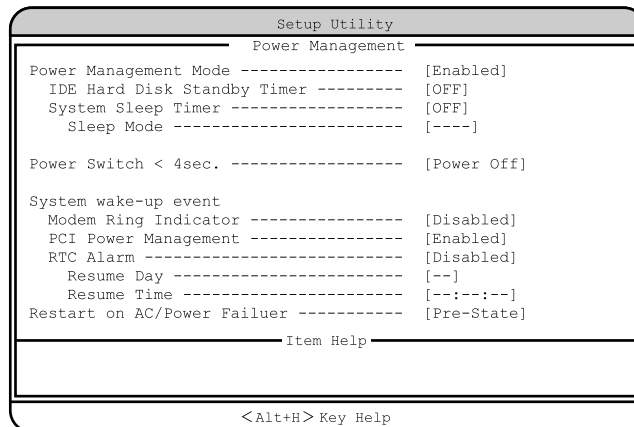 Setup Utility
Power Management
Power Management Mode ----------------- [Enabled]
IDE Hard Disk Standby Timer --------- [OFF]
System Sleep Timer ------------------ [OFF]
Sleep Mode ------------------------ [----]
Power Switch < 4sec. ------------------ [Power Off]
System wake-up event
Modem Ring Indicator ---------------- [Disabled]
PCI Power Management ---------------- [Enabled]
RTC Alarm --------------------------- [Disabled]
Resume Day ------------------------ [--]
Resume Time ----------------------- [--:--:--]
Restart on AC/Power Failuer ----------- [Pre-State]
Item Help
<Alt+H> Key Help